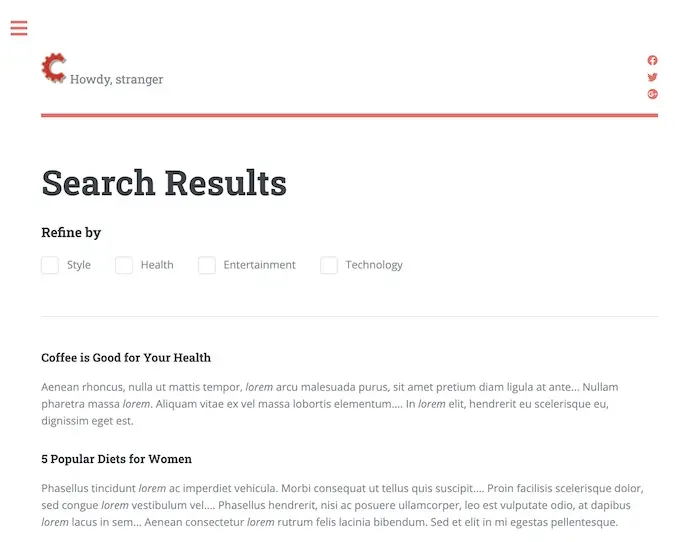 Howdy, stranger
Search Results
Refine by
Style Health Entertainment Technology
Coffee is Good for Your Health
Aenean rhoncus, nulla ut mattis tempor, lorem arcu malesuada purus, sit amet pretium diam ligula at ante... Nullam
pharetra massa lorem. Aliquam vitae ex vel massa lobortis elementum.... In lorem elit, hendrerit eu scelerisque eu,
dignissim eget est.
5 Popular Diets for Women
Phasellus tincidunt lorem ac imperdiet vehicula. Morbi consequat ut tellus quis suscipit.... Proin facilisis scelerisque dolor,
sed congue lorem vestibulum vel.... Phasellus hendrerit, nisi ac posuere ullamcorper, leo est vulputate odio, at dapibus
lorem lacus in sem... Aenean consectetur lorem rutrum felis lacinia bibendum. Sed et elit in mi egestas pellentesque.